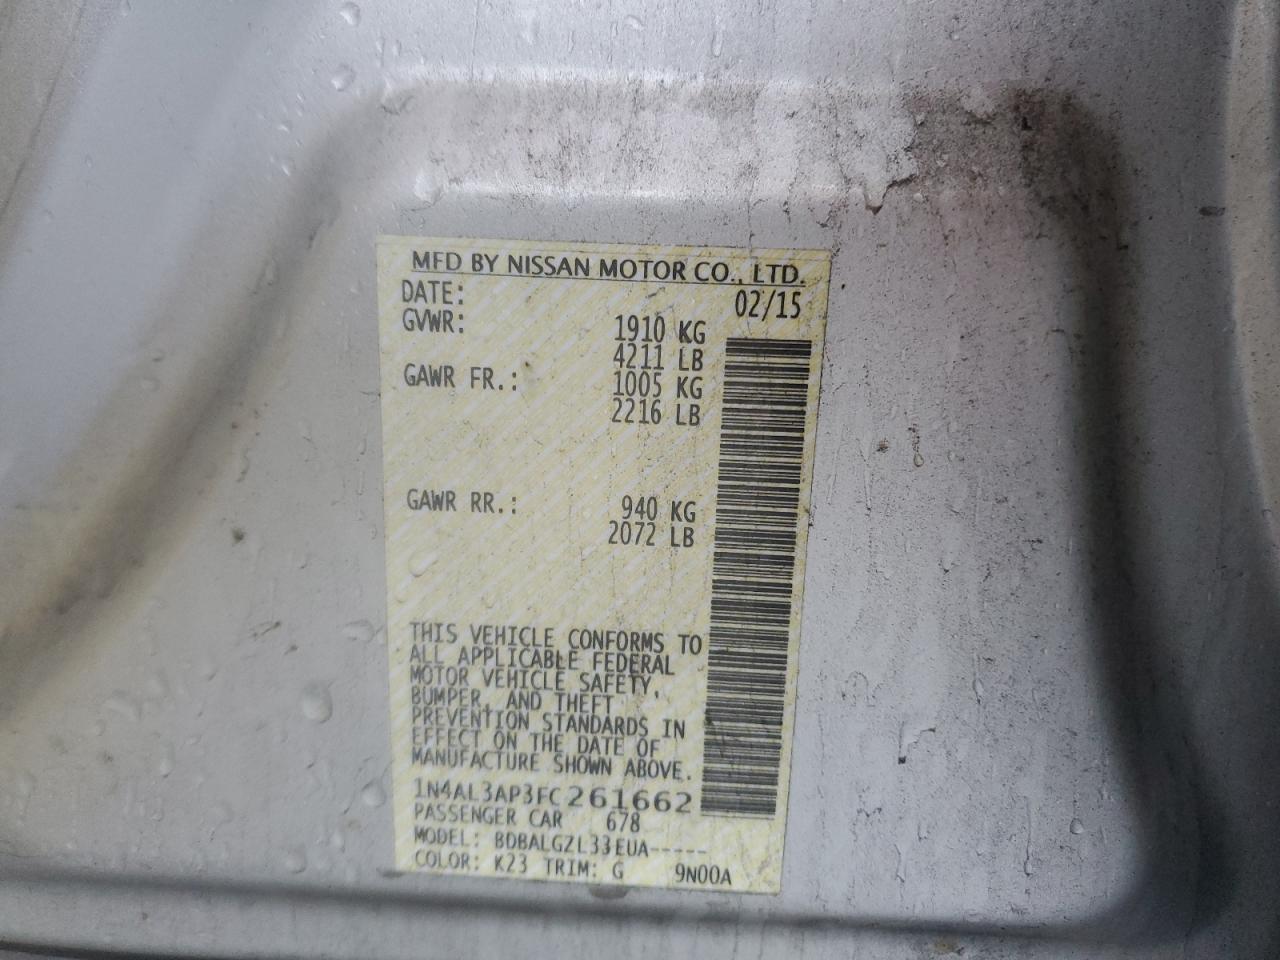 MFD BY NISSAN MOTOR CO., LTD.
DATE: 02/15
GVWR: 1910 KG
4211 LB
GAWR FR.: 1005 KG
2216 LB
GAWR RR.: 940 KG
2072 LB
THIS VEHICLE CONFORMS TO
ALL APPLICABLE FEDERAL
MOTOR VEHICLE SAFETY,
BUMPER, AND THEFT
PREVENTION STANDARDS IN
EFFECT ON THE DATE OF
MANUFACTURE SHOWN ABOVE.
1N4AL3AP3FC261662
PASSENGER CAR 678
MODEL: BDBALGZL33EUA-----
COLOR: K23 TRIM: G 9N00A